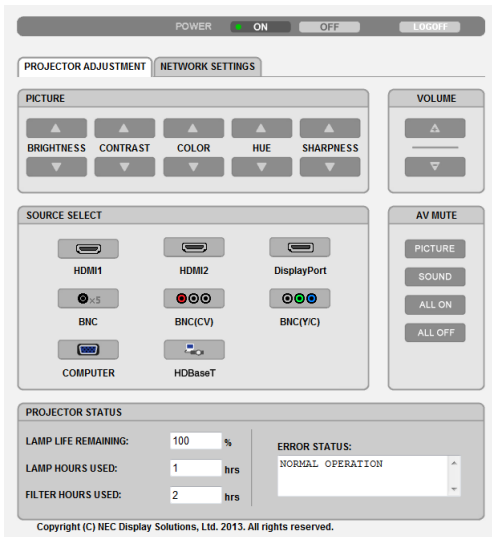 POWER ON OFF LOGOFF
PROJECTOR ADJUSTMENT NETWORK SETTINGS
PICTURE
BRIGHTNESS CONTRAST COLOR HUE SHARPNESS
VOLUME
SOURCE SELECT
HDMI1 HDMI2 DisplayPort
×5
BNC BNC(CV) BNC(Y/C)
COMPUTER HDBaseT
AV MUTE
PICTURE
SOUND
ALL ON
ALL OFF
PROJECTOR STATUS
LAMP LIFE REMAINING: 100 %
LAMP HOURS USED: 1 hrs
FILTER HOURS USED: 2 hrs
ERROR STATUS:
NORMAL OPERATION
Copyright (C) NEC Display Solutions, Ltd. 2013. All rights reserved.